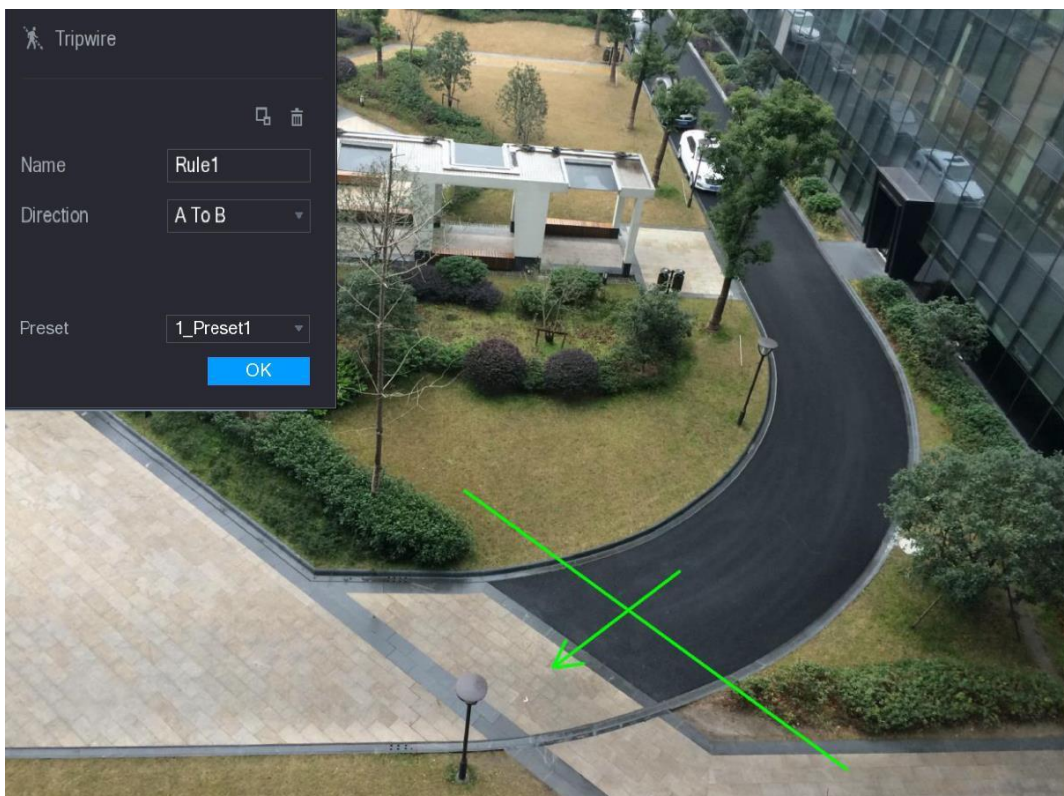 Tripwire
Name Rule1
Direction A To B
Preset 1_Preset1
OK